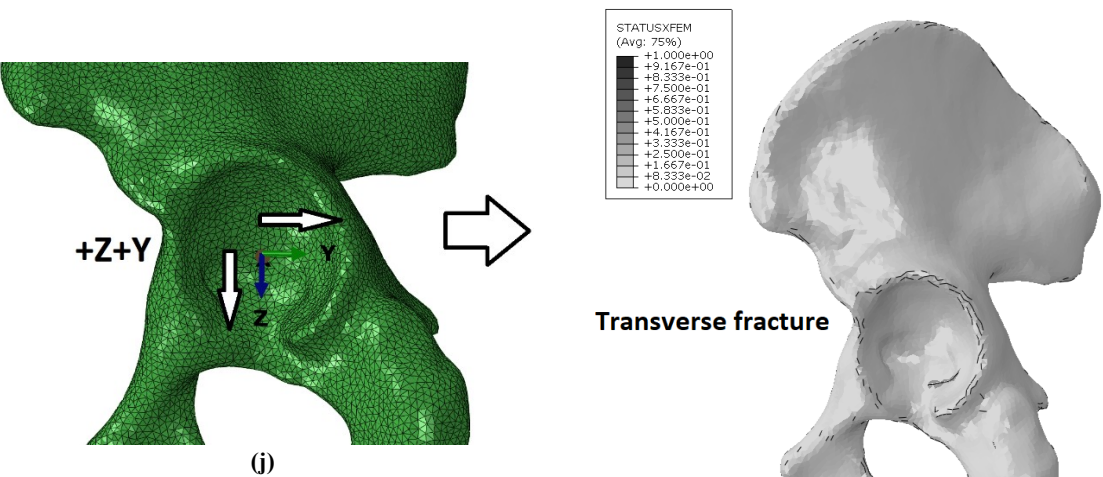 STATUSXFEM
(Avg: 75%)
+1.000e+00
+9.167e-01
+8.333e-01
+7.500e-01
+6.667e-01
+5.833e-01
+5.000e-01
+4.167e-01
+3.333e-01
+2.500e-01
+1.667e-01
+8.333e-02
+0.000e+00
+Z+Y
Y
Z
Transverse fracture
(j)